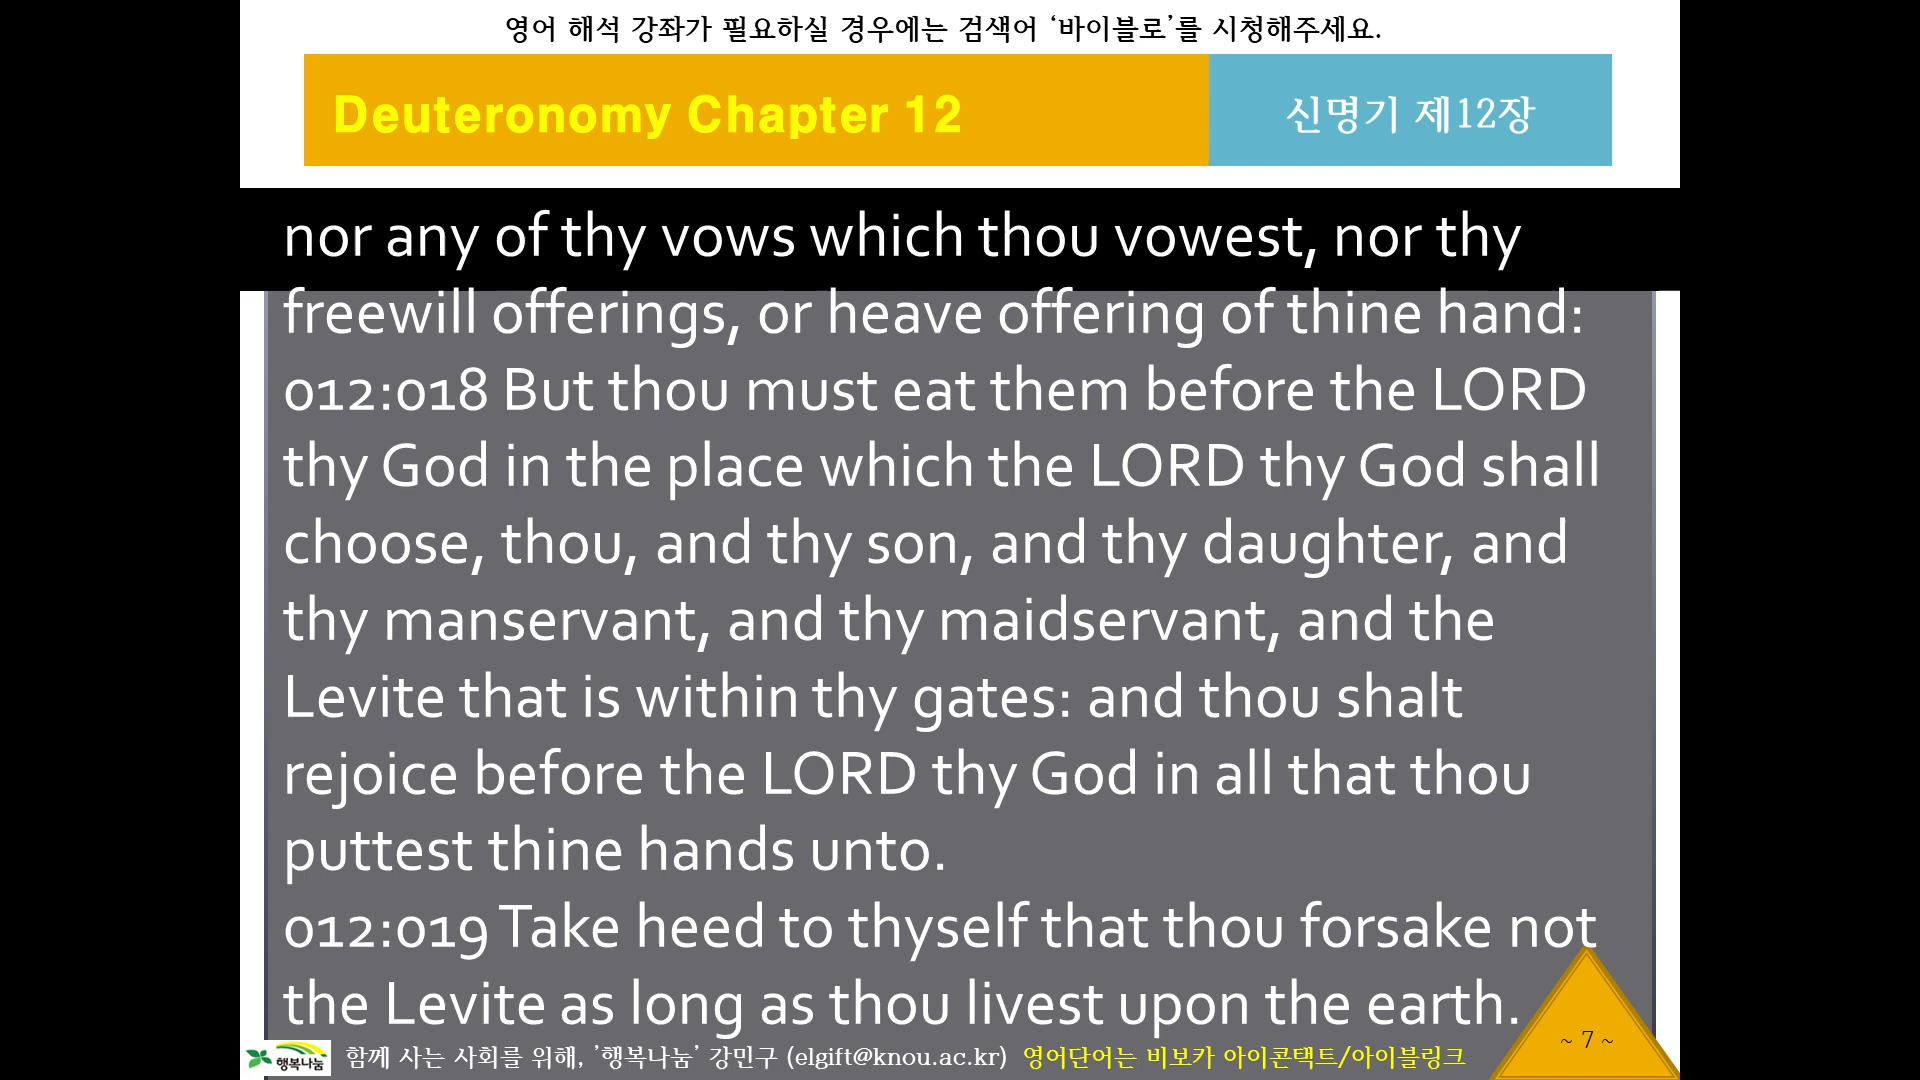 영어 해석 강좌가 필요하실 경우에는 검색어 ‘바이블로’를 시청해주세요.
Deuteronomy Chapter 12
신명기 제12장
nor any of thy vows which thou vowest, nor thy
freewill offerings, or heave offering of thine hand:
012:018 But thou must eat them before the LORD
thy God in the place which the LORD thy God shall
choose, thou, and thy son, and thy daughter, and
thy manservant, and thy maidservant, and the
Levite that is within thy gates: and thou shalt
rejoice before the LORD thy God in all that thou
puttest thine hands unto.
012:019 Take heed to thyself that thou forsake not
the Levite as long as thou livest upon the earth.
~ 7 ~
행복나눔
함께 사는 사회를 위해, ’행복나눔’ 강민구 (elgift@knou.ac.kr) 영어단어는 비보카 아이콘택트/아이블링크